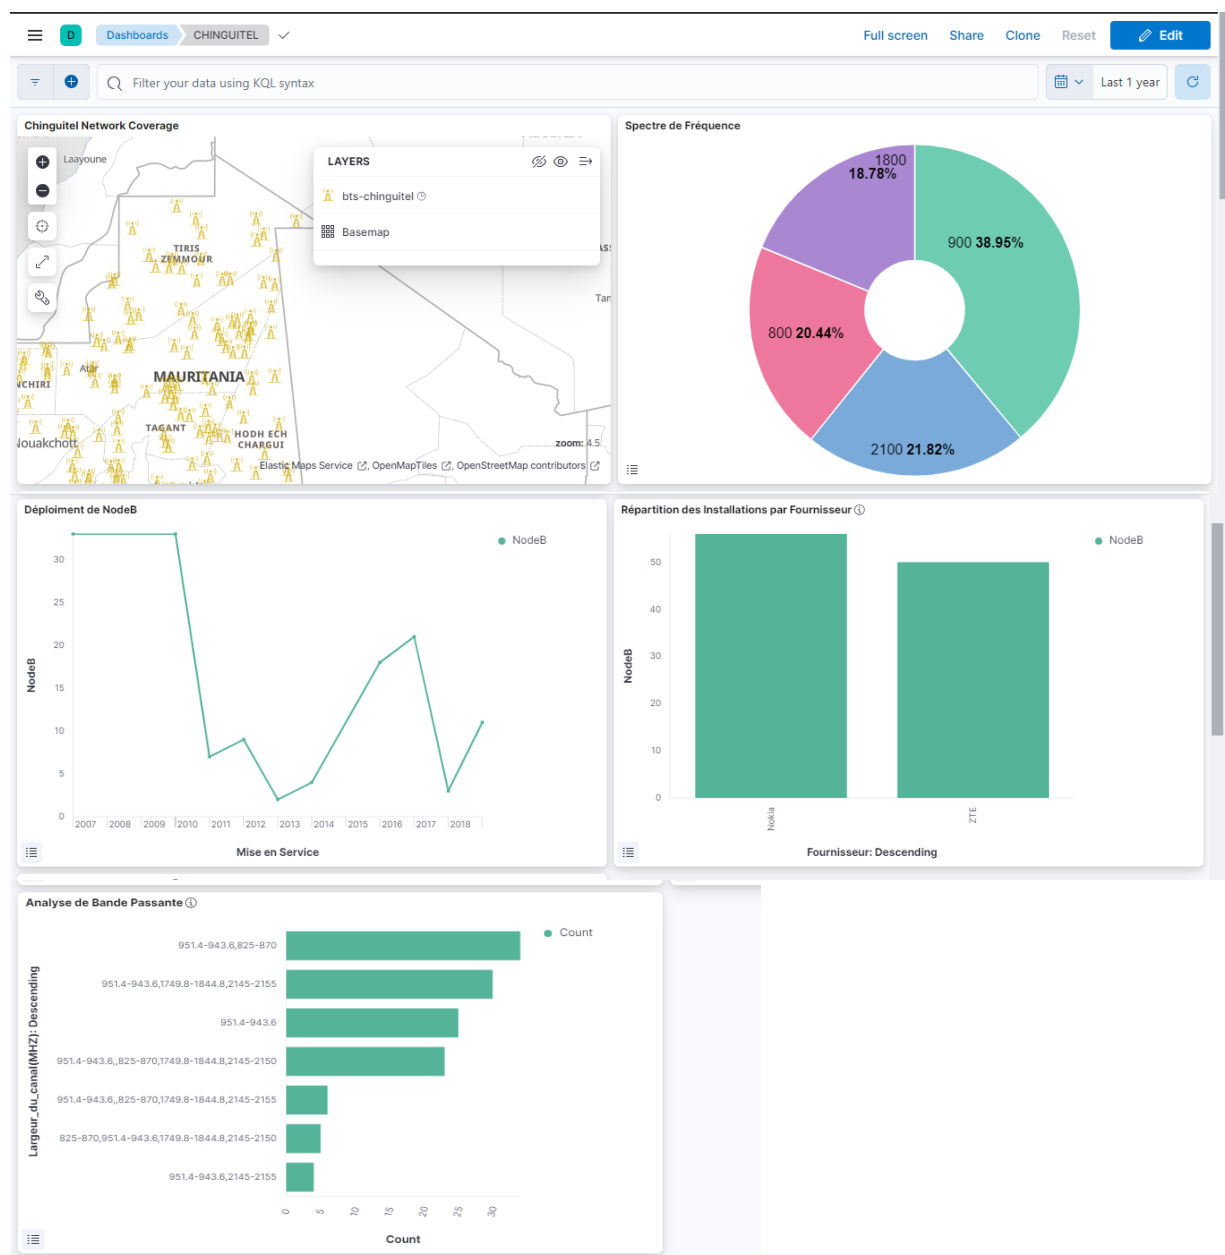 D Dashboards CHINGUITEL Full screen Share Clone Reset Edit
Filter your data using KQL syntax Last 1 year
Chinguitel Network Coverage
Laayoune
LAYERS
bts-chinguitel
Basemap
TIRIS
ZEMMOUR
Tan
Atar
NCHIRI
MAURITANIA
TAGANT
Nouakchott
HODH ECH
CHARGUI
zoom: 4.5
Elastic Maps Service, OpenMapTiles, OpenStreetMap contributors
Spectre de Fréquence
1800
18.78%
900 38.95%
800 20.44%
2100 21.82%
Déploiment de NodeB
NodeB
30
25
20
15
10
5
0
NodeB
2007 2008 2009 2010 2011 2012 2013 2014 2015 2016 2017 2018
Mise en Service
Répartition des Installations par Fournisseur
NodeB
50
40
30
20
10
0
NodeB
Nokia
ZTE
Fournisseur: Descending
Analyse de Bande Passante
Count
Largeur_du_canal(MHZ): Descending
951.4-943.6,825-870
951.4-943.6,1749.8-1844.8,2145-2155
951.4-943.6
951.4-943.6,,825-870,1749.8-1844.8,2145-2150
951.4-943.6,,825-870,1749.8-1844.8,2145-2155
825-870,951.4-943.6,1749.8-1844.8,2145-2150
951.4-943.6,2145-2155
0 5 10 15 20 25 30
Count